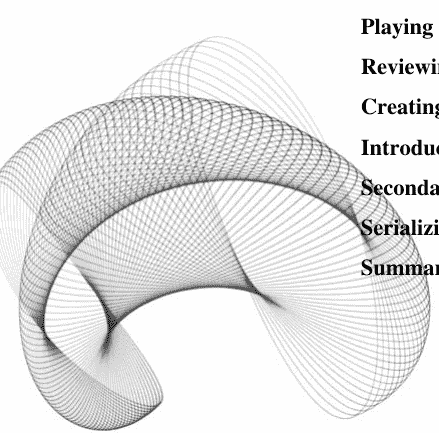 Playing
Reviewin
Creating
Introduc
Seconda
Serializi
Summar